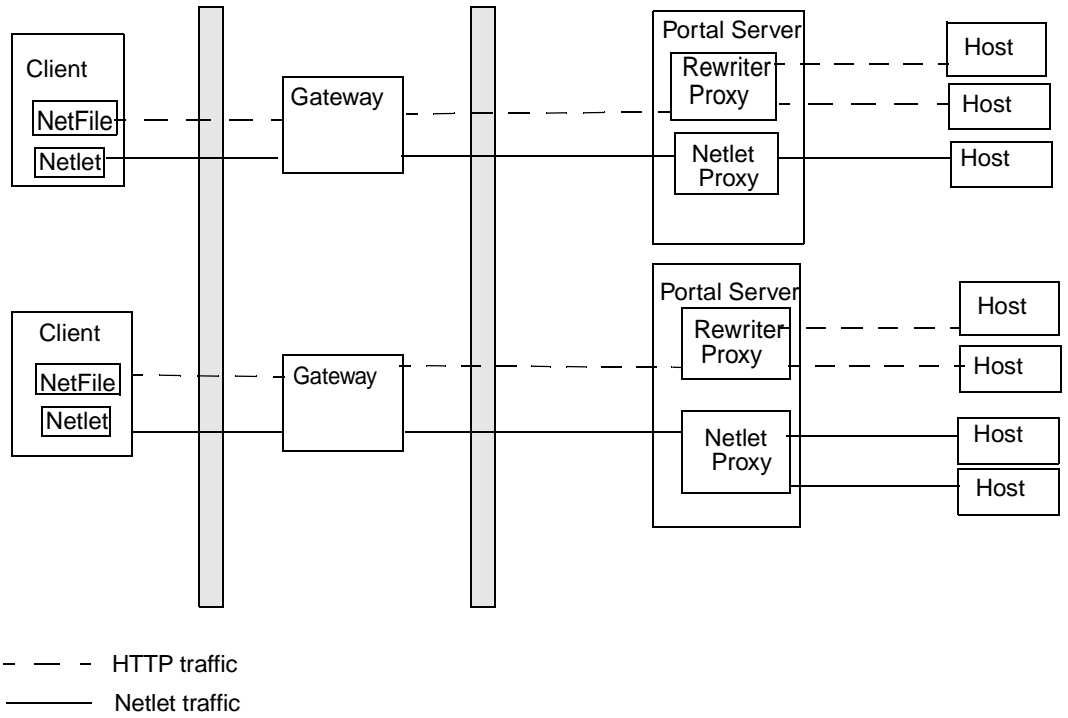 Portal Server
Client
Gateway
Rewriter
Proxy
Host
NetFile
Host
Netlet
Netlet
Proxy
Host
Portal Server
Client
Gateway
Rewriter
Proxy
Host
NetFile
Host
Netlet
Netlet
Proxy
Host
Host
HTTP traffic
Netlet traffic